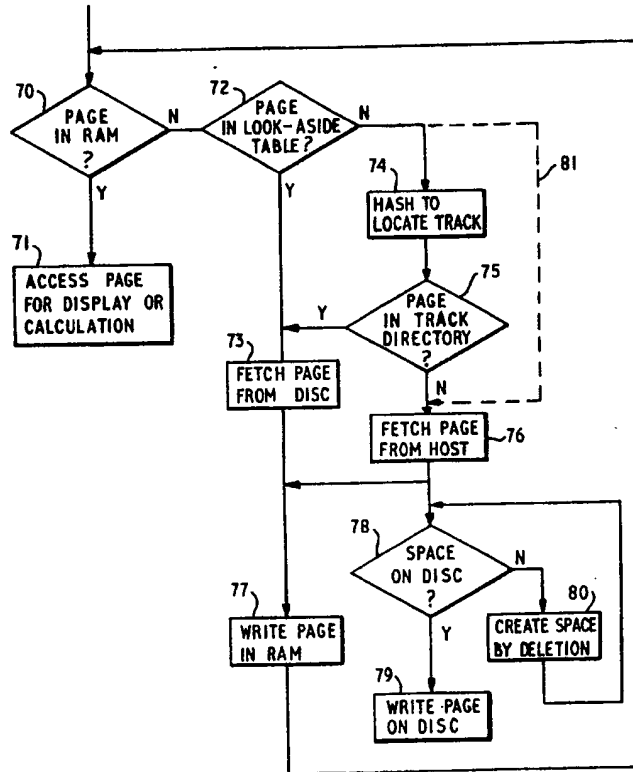 70
PAGE
IN RAM
?
N
Y
72
PAGE
IN LOOK-ASIDE
TABLE?
N
Y
81
74
HASH TO
LOCATE TRACK
71
ACCESS PAGE
FOR DISPLAY OR
CALCULATION
75
PAGE
IN TRACK
DIRECTORY
?
Y
N
73
FETCH PAGE
FROM DISC
FETCH PAGE
FROM HOST
76
78
SPACE
ON DISC
?
N
Y
77
WRITE PAGE
IN RAM
80
CREATE SPACE
BY DELETION
79
WRITE PAGE
ON DISC